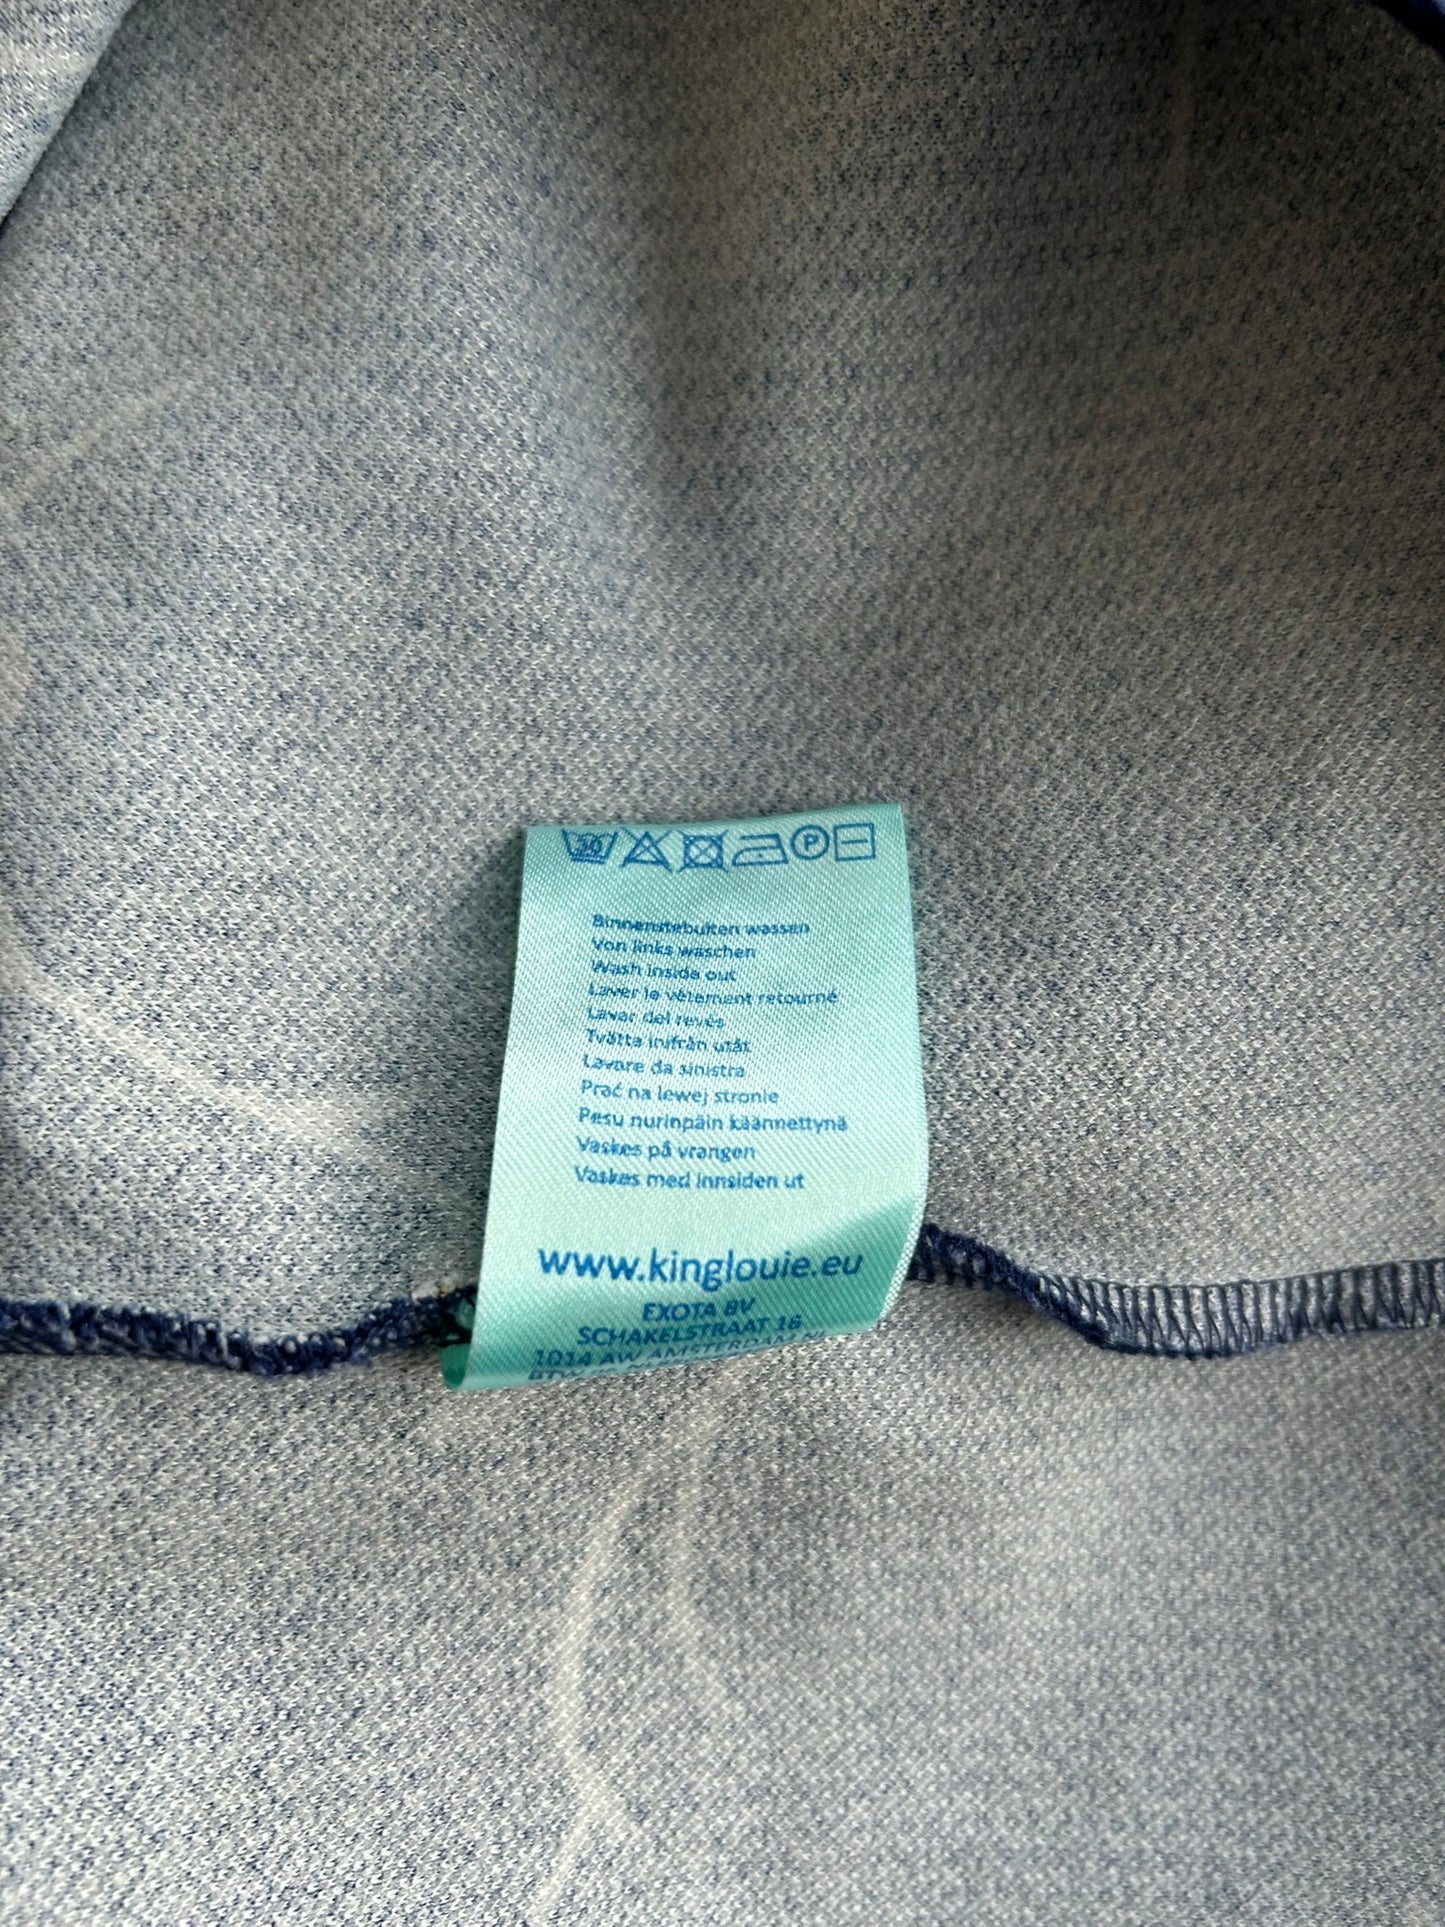 30 P
Binnenstebuiten wassen
Von links waschen
Wash inside out
Laver le vêtement retourné
Lavar del revés
Tvätta inifrån utåt
Lavare da sinistra
Prać na lewej stronie
Pesu nurinpäin käännettynä
Vaskes på vrangen
Vaskes med innsiden ut
www.kinglouie.eu
EXOTA BV
SCHAKELSTRAAT 16
1014 AW AMSTERDAM NL